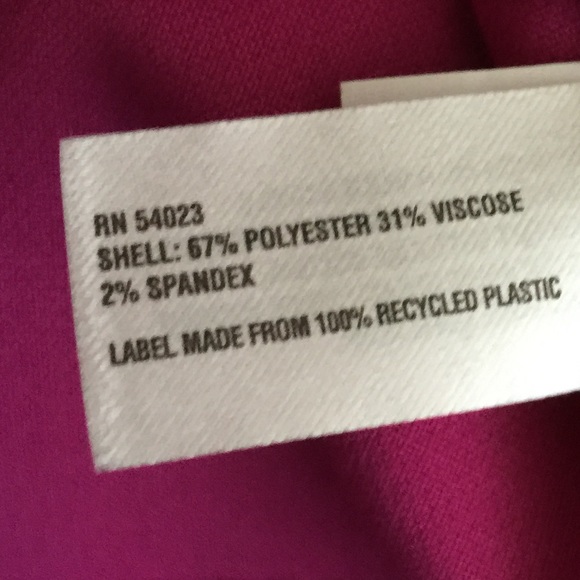 RN 54023
SHELL: 67% POLYESTER 31% VISCOSE
2% SPANDEX
LABEL MADE FROM 100% RECYCLED PLASTIC